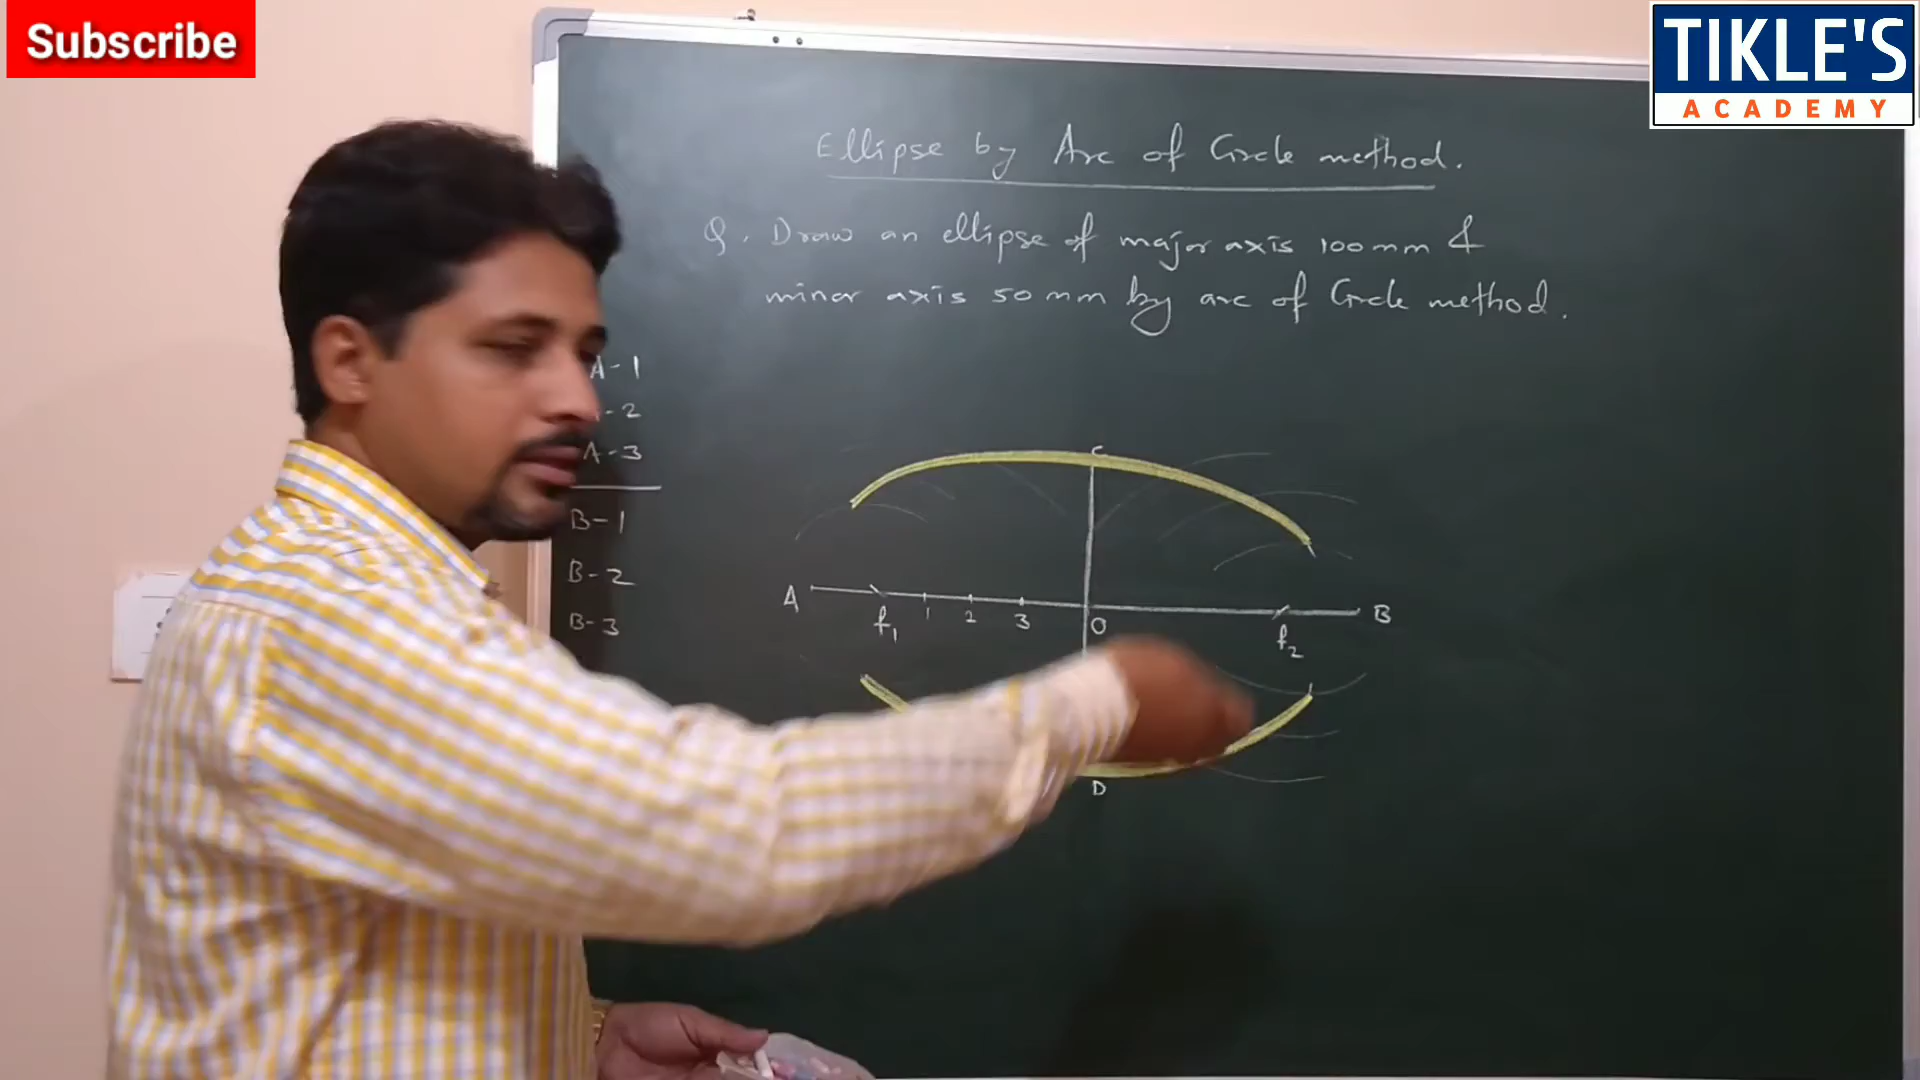 Subscribe
TIKLE'S
ACADEMY
Ellipse by Arc of Circle method.
Q. Draw an ellipse of major axis 100 mm &
minor axis 50 mm by arc of Circle method.
A-1
-2
A-3
B-1
B-2
B-3
C
A
f1
1
2
3
O
f2
B
D